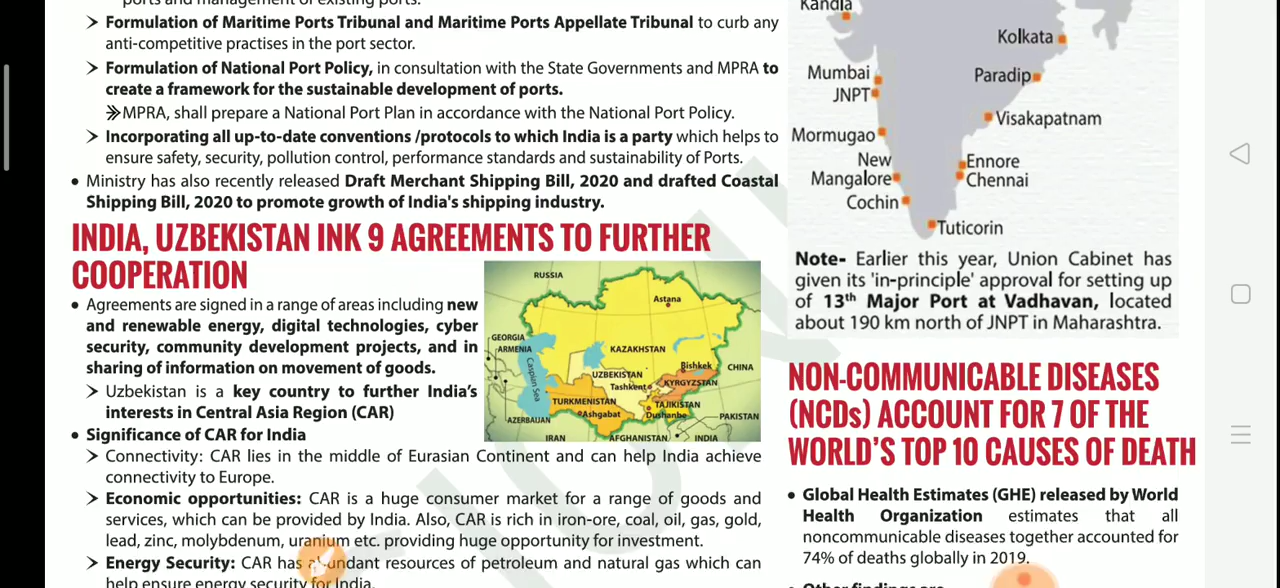 ports and management of existing ports.
➢ Formulation of Maritime Ports Tribunal and Maritime Ports Appellate Tribunal to curb any
anti-competitive practises in the port sector.
➢ Formulation of National Port Policy, in consultation with the State Governments and MPRA to
create a framework for the sustainable development of ports.
⪢ MPRA, shall prepare a National Port Plan in accordance with the National Port Policy.
➢ Incorporating all up-to-date conventions /protocols to which India is a party which helps to
ensure safety, security, pollution control, performance standards and sustainability of Ports.
• Ministry has also recently released Draft Merchant Shipping Bill, 2020 and drafted Coastal
Shipping Bill, 2020 to promote growth of India's shipping industry.
INDIA, UZBEKISTAN INK 9 AGREEMENTS TO FURTHER
COOPERATION
• Agreements are signed in a range of areas including new
and renewable energy, digital technologies, cyber
security, community development projects, and in
sharing of information on movement of goods.
➢ Uzbekistan is a key country to further India's
interests in Central Asia Region (CAR)
RUSSIA
Astana
GEORGIA
ARMENIA
KAZAKHSTAN
Caspian Sea
Bishkek
CHINA
UZBEKISTAN
Tashkent
KYRGYZSTAN
TURKMENISTAN
TAJIKISTAN
Ashgabat
Dushanbe
AZERBAIJAN
PAKISTAN
IRAN
AFGHANISTAN
INDIA
• Significance of CAR for India
➢ Connectivity: CAR lies in the middle of Eurasian Continent and can help India achieve
connectivity to Europe.
➢ Economic opportunities: CAR is a huge consumer market for a range of goods and
services, which can be provided by India. Also, CAR is rich in iron-ore, coal, oil, gas, gold,
lead, zinc, molybdenum, uranium etc. providing huge opportunity for investment.
➢ Energy Security: CAR has abundant resources of petroleum and natural gas which can
help ensure energy security for India.
Kandla
Kolkata
Mumbai
Paradip
JNPT
Visakapatnam
Mormugao
New
Mangalore
Ennore
Chennai
Cochin
Tuticorin
Note- Earlier this year, Union Cabinet has
given its 'in-principle' approval for setting up
of 13th Major Port at Vadhavan, located
about 190 km north of JNPT in Maharashtra.
NON-COMMUNICABLE DISEASES
(NCDs) ACCOUNT FOR 7 OF THE
WORLD'S TOP 10 CAUSES OF DEATH
• Global Health Estimates (GHE) released by World
Health Organization estimates that all
noncommunicable diseases together accounted for
74% of deaths globally in 2019.
• Other findings are